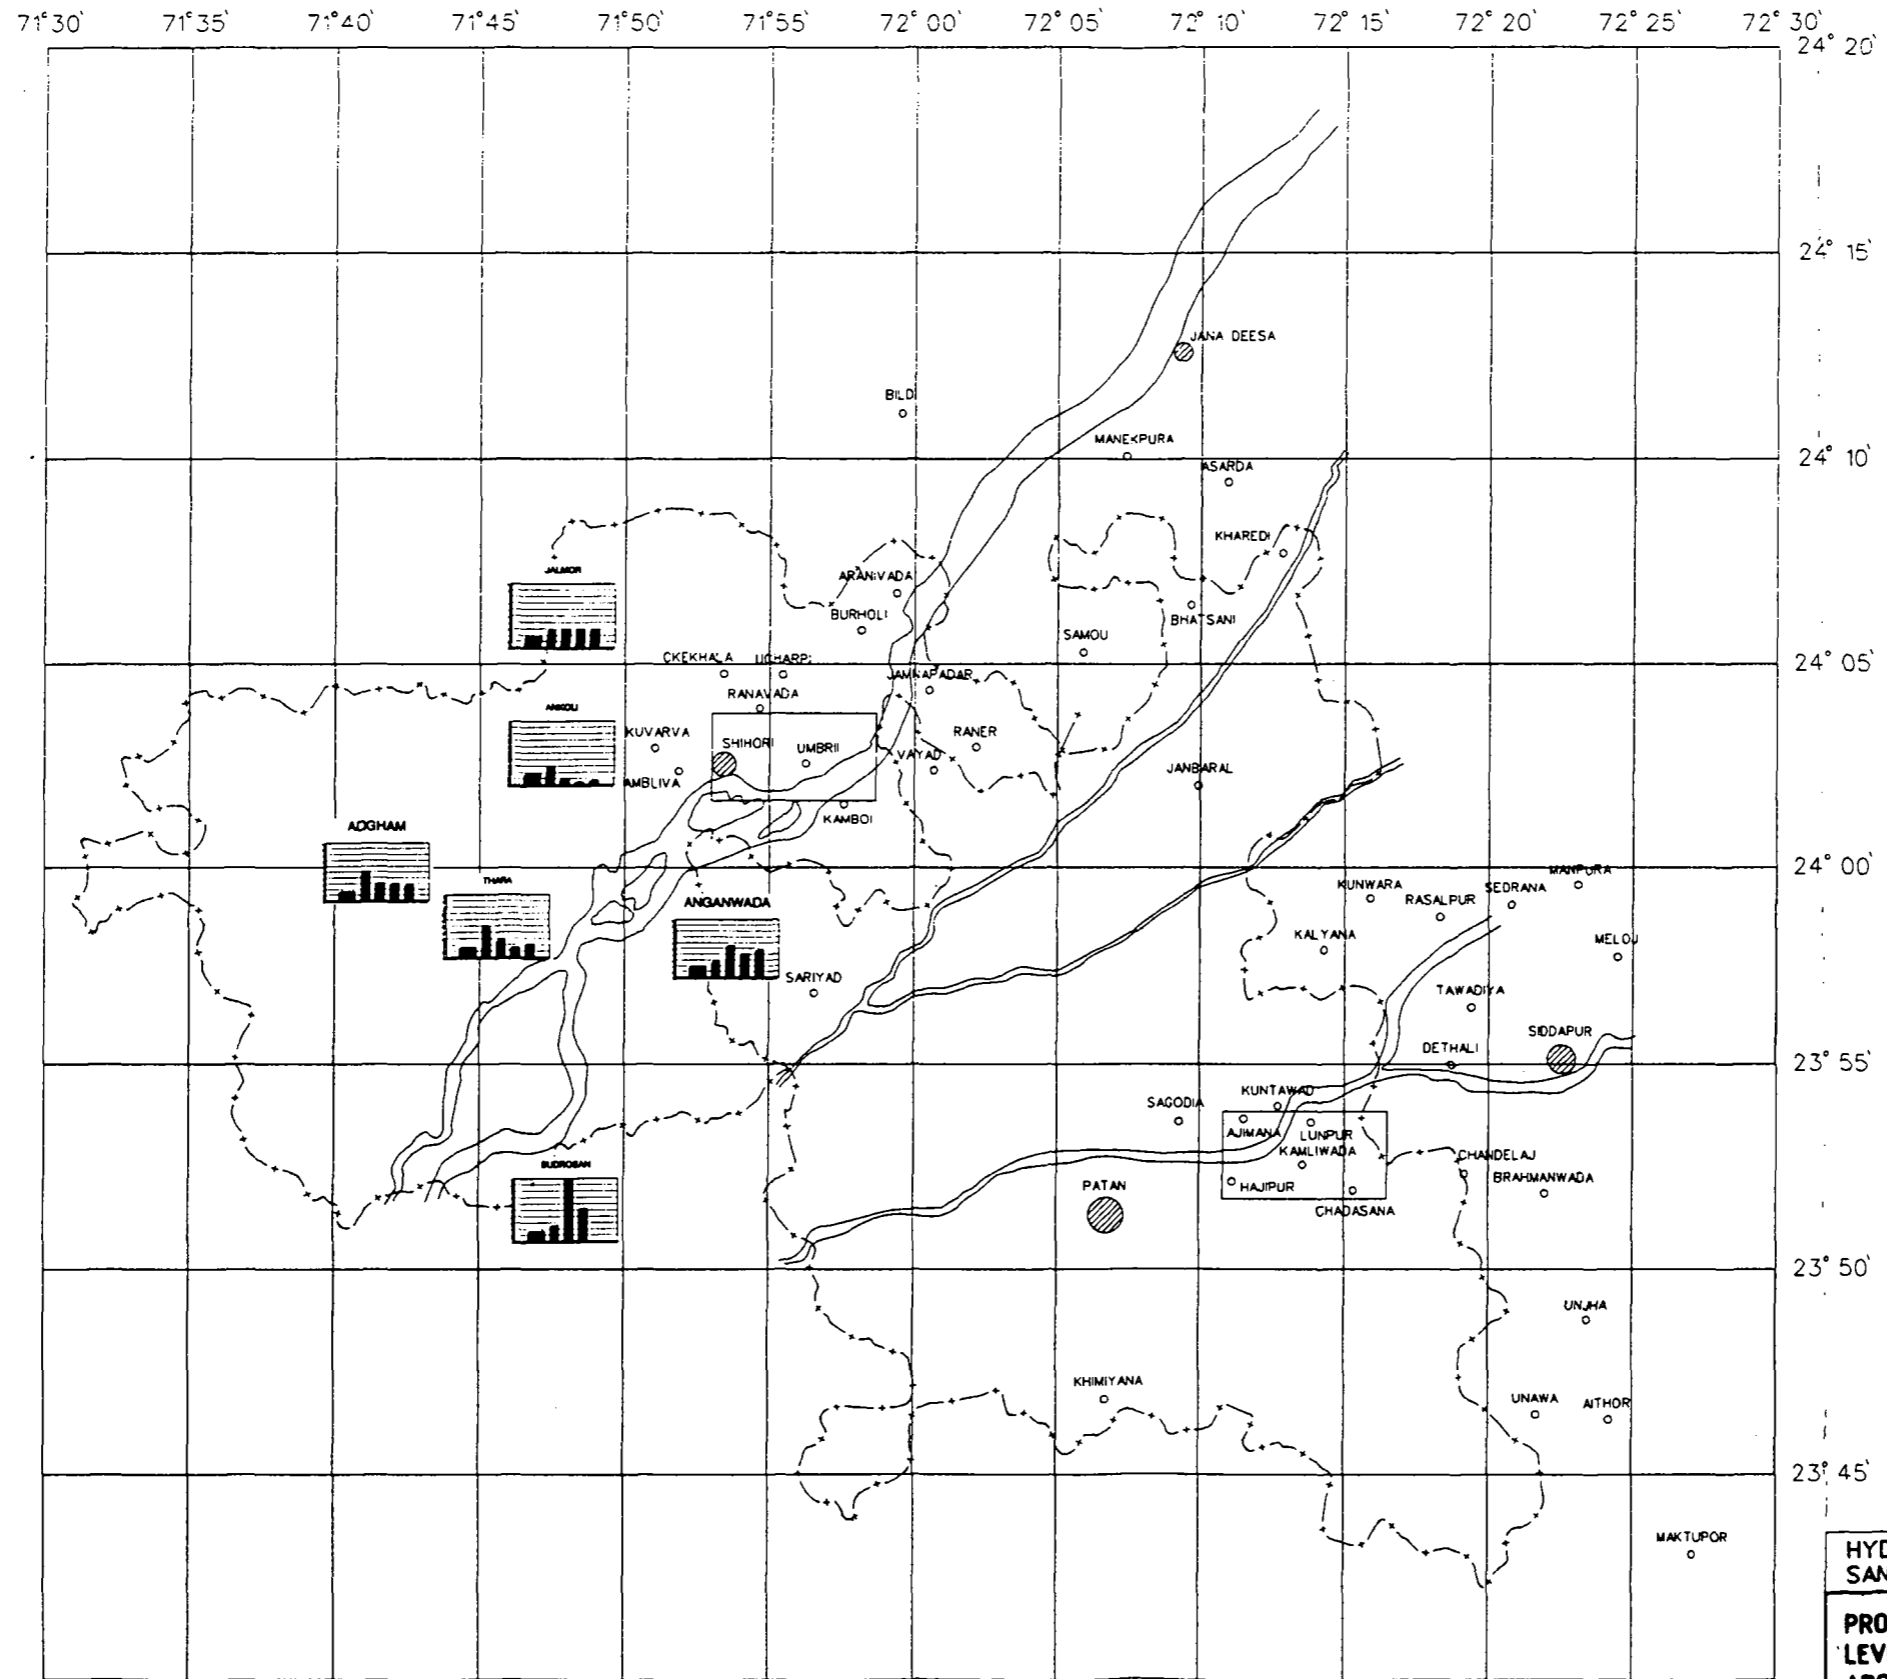 71°30' 71°35' 71°40' 71°45' 71°50' 71°55' 72°00' 72°05' 72°10' 72°15' 72°20' 72°25' 72°30'
24° 20'
24° 15'
JANA DEESA
BILDI
MANEKPURA
24° 10'
ASARDA
KHAREDI
JALMOR
ARANIVADA
BURHOLI
BHATSANI
SAMOU
CKEKHALA UCHARPI
24° 05'
JAMNAPADAR
RANAVADA
ANKOLI
KUVARVA
SHIHORI
UMBRII
RANER
VAYAD
JANBARAL
AMBLIVA
KAMBOI
ADGHAM
24° 00'
MANPURA
THARA
KUNWARA
SEDRANA
RASALPUR
ANGANWADA
KALYANA
MELOJ
SARIYAD
TAWADIYA
SIDDAPUR
DETHALI
23° 55'
KUNTAWAD
SAGODIA
AJIMANA
LUNPUR
KAMLIWADA
CHANDELAJ
BUDROSAN
BRAHMANWADA
PATAN
HAJIPUR
CHADASANA
23° 50'
UNJHA
KHIMIYANA
UNAWA
AITHOR
23° 45'
MAKTUPOR
HYD
SAN
PRO
LEV